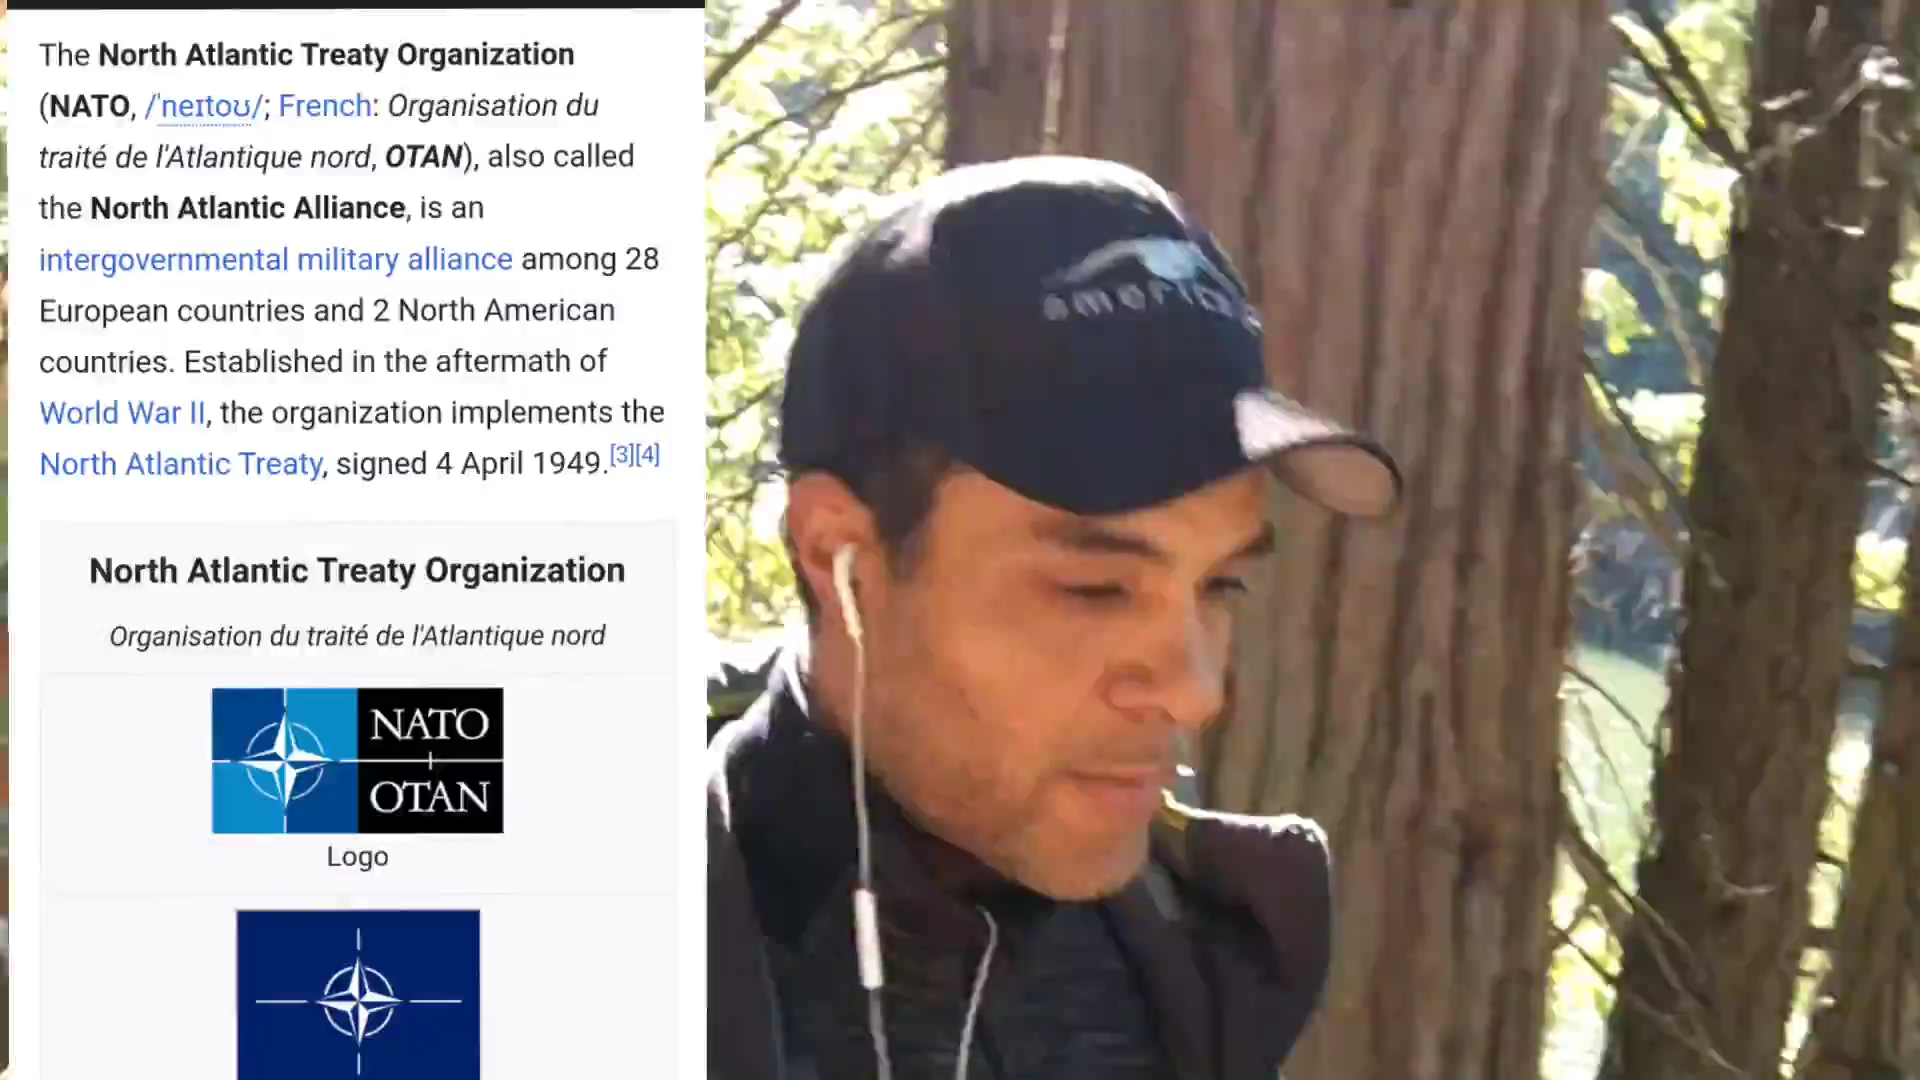 The North Atlantic Treaty Organization
(NATO, /ˈneɪtoʊ/; French: Organisation du
traité de l'Atlantique nord, OTAN), also called
the North Atlantic Alliance, is an
intergovernmental military alliance among 28
European countries and 2 North American
countries. Established in the aftermath of
World War II, the organization implements the
North Atlantic Treaty, signed 4 April 1949.[3][4]
North Atlantic Treaty Organization
Organisation du traité de l'Atlantique nord
NATO
OTAN
Logo